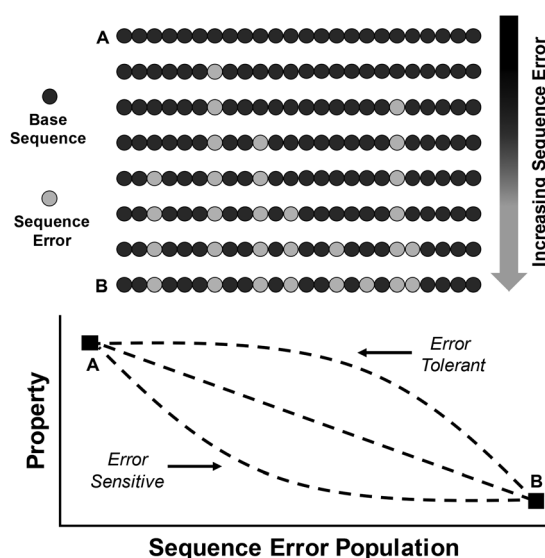 A
Base
Sequence
Sequence
Error
B
Increasing Sequence Error
Error
Tolerant
A
Error
Sensitive
B
Property
Sequence Error Population